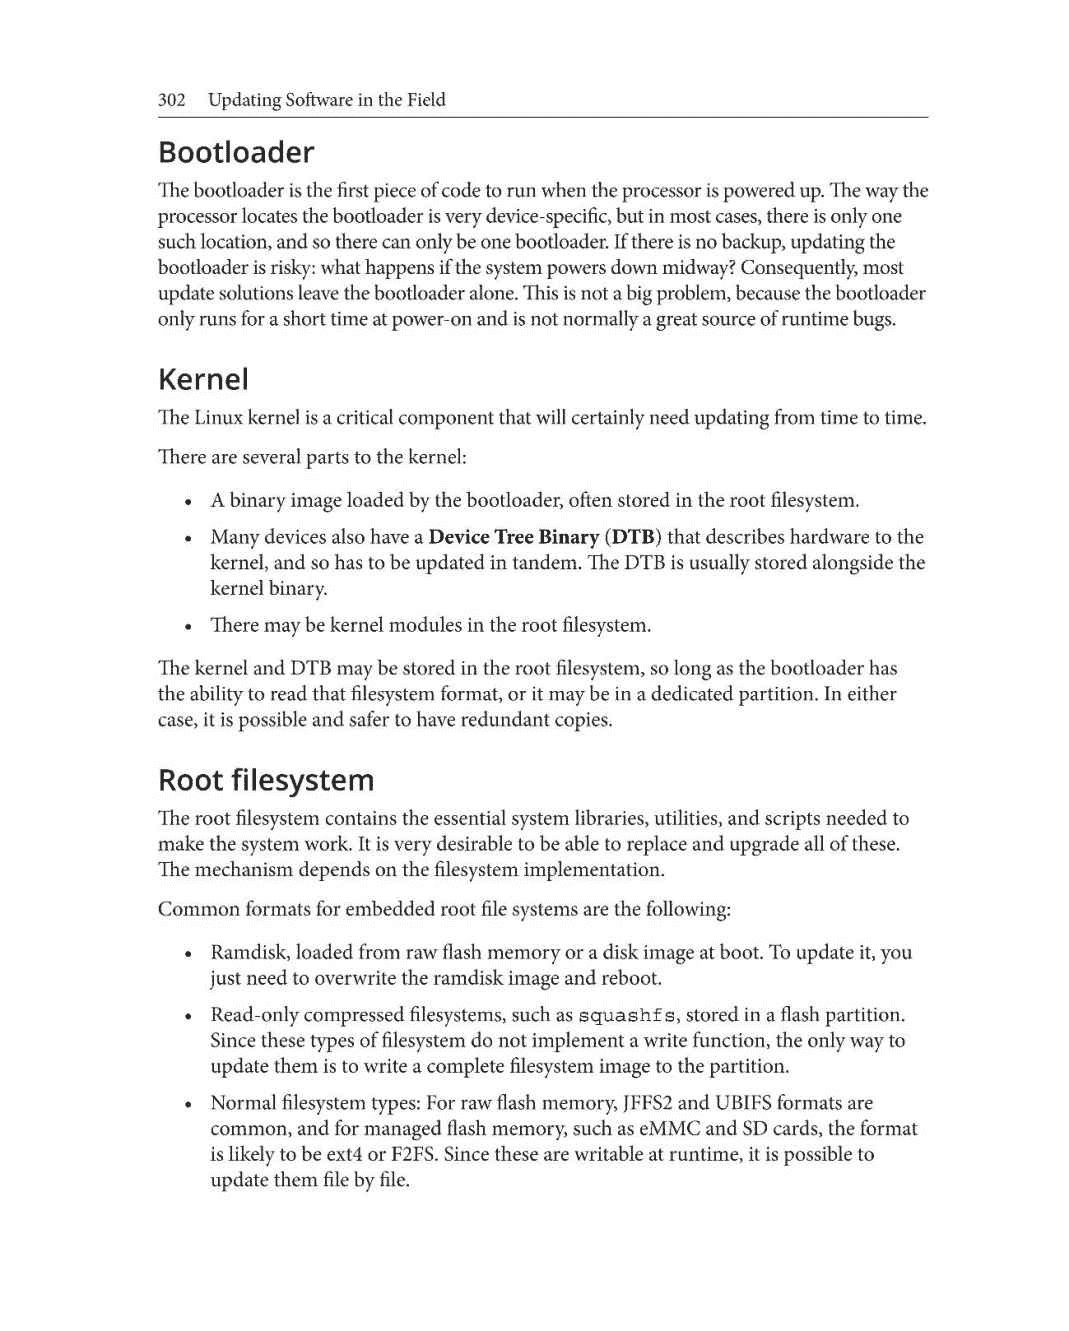 302 Updating Software in the Field
Bootloader
The bootloader is the first piece of code to run when the processor is powered up. The way the
processor locates the bootloader is very device-specific, but in most cases, there is only one
such location, and so there can only be one bootloader. If there is no backup, updating the
bootloader is risky: what happens if the system powers down midway? Consequently, most
update solutions leave the bootloader alone. This is not a big problem, because the bootloader
only runs for a short time at power-on and is not normally a great source of runtime bugs.
Kernel
The Linux kernel is a critical component that will certainly need updating from time to time.
There are several parts to the kernel:
• A binary image loaded by the bootloader, often stored in the root filesystem.
• Many devices also have a Device Tree Binary (DTB) that describes hardware to the
kernel, and so has to be updated in tandem. The DTB is usually stored alongside the
kernel binary.
• There may be kernel modules in the root filesystem.
The kernel and DTB may be stored in the root filesystem, so long as the bootloader has
the ability to read that filesystem format, or it may be in a dedicated partition. In either
case, it is possible and safer to have redundant copies.
Root filesystem
The root filesystem contains the essential system libraries, utilities, and scripts needed to
make the system work. It is very desirable to be able to replace and upgrade all of these.
The mechanism depends on the filesystem implementation.
Common formats for embedded root file systems are the following:
• Ramdisk, loaded from raw flash memory or a disk image at boot. To update it, you
just need to overwrite the ramdisk image and reboot.
• Read-only compressed filesystems, such as squashfs, stored in a flash partition.
Since these types of filesystem do not implement a write function, the only way to
update them is to write a complete filesystem image to the partition.
• Normal filesystem types: For raw flash memory, JFFS2 and UBIFS formats are
common, and for managed flash memory, such as eMMC and SD cards, the format
is likely to be ext4 or F2FS. Since these are writable at runtime, it is possible to
update them file by file.